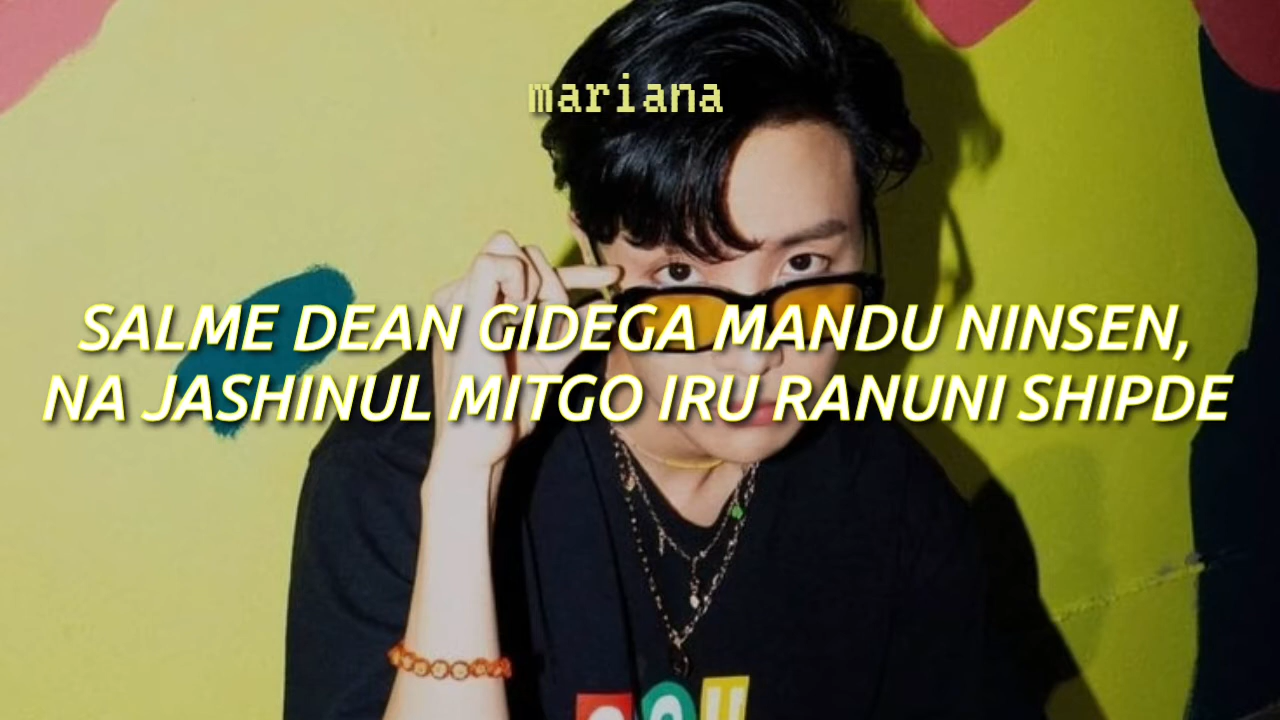 mariana
SALME DEAN GIDEGA MANDU NINSEN,
NA JASHINUL MITGO IRU RANUNI SHIPDE